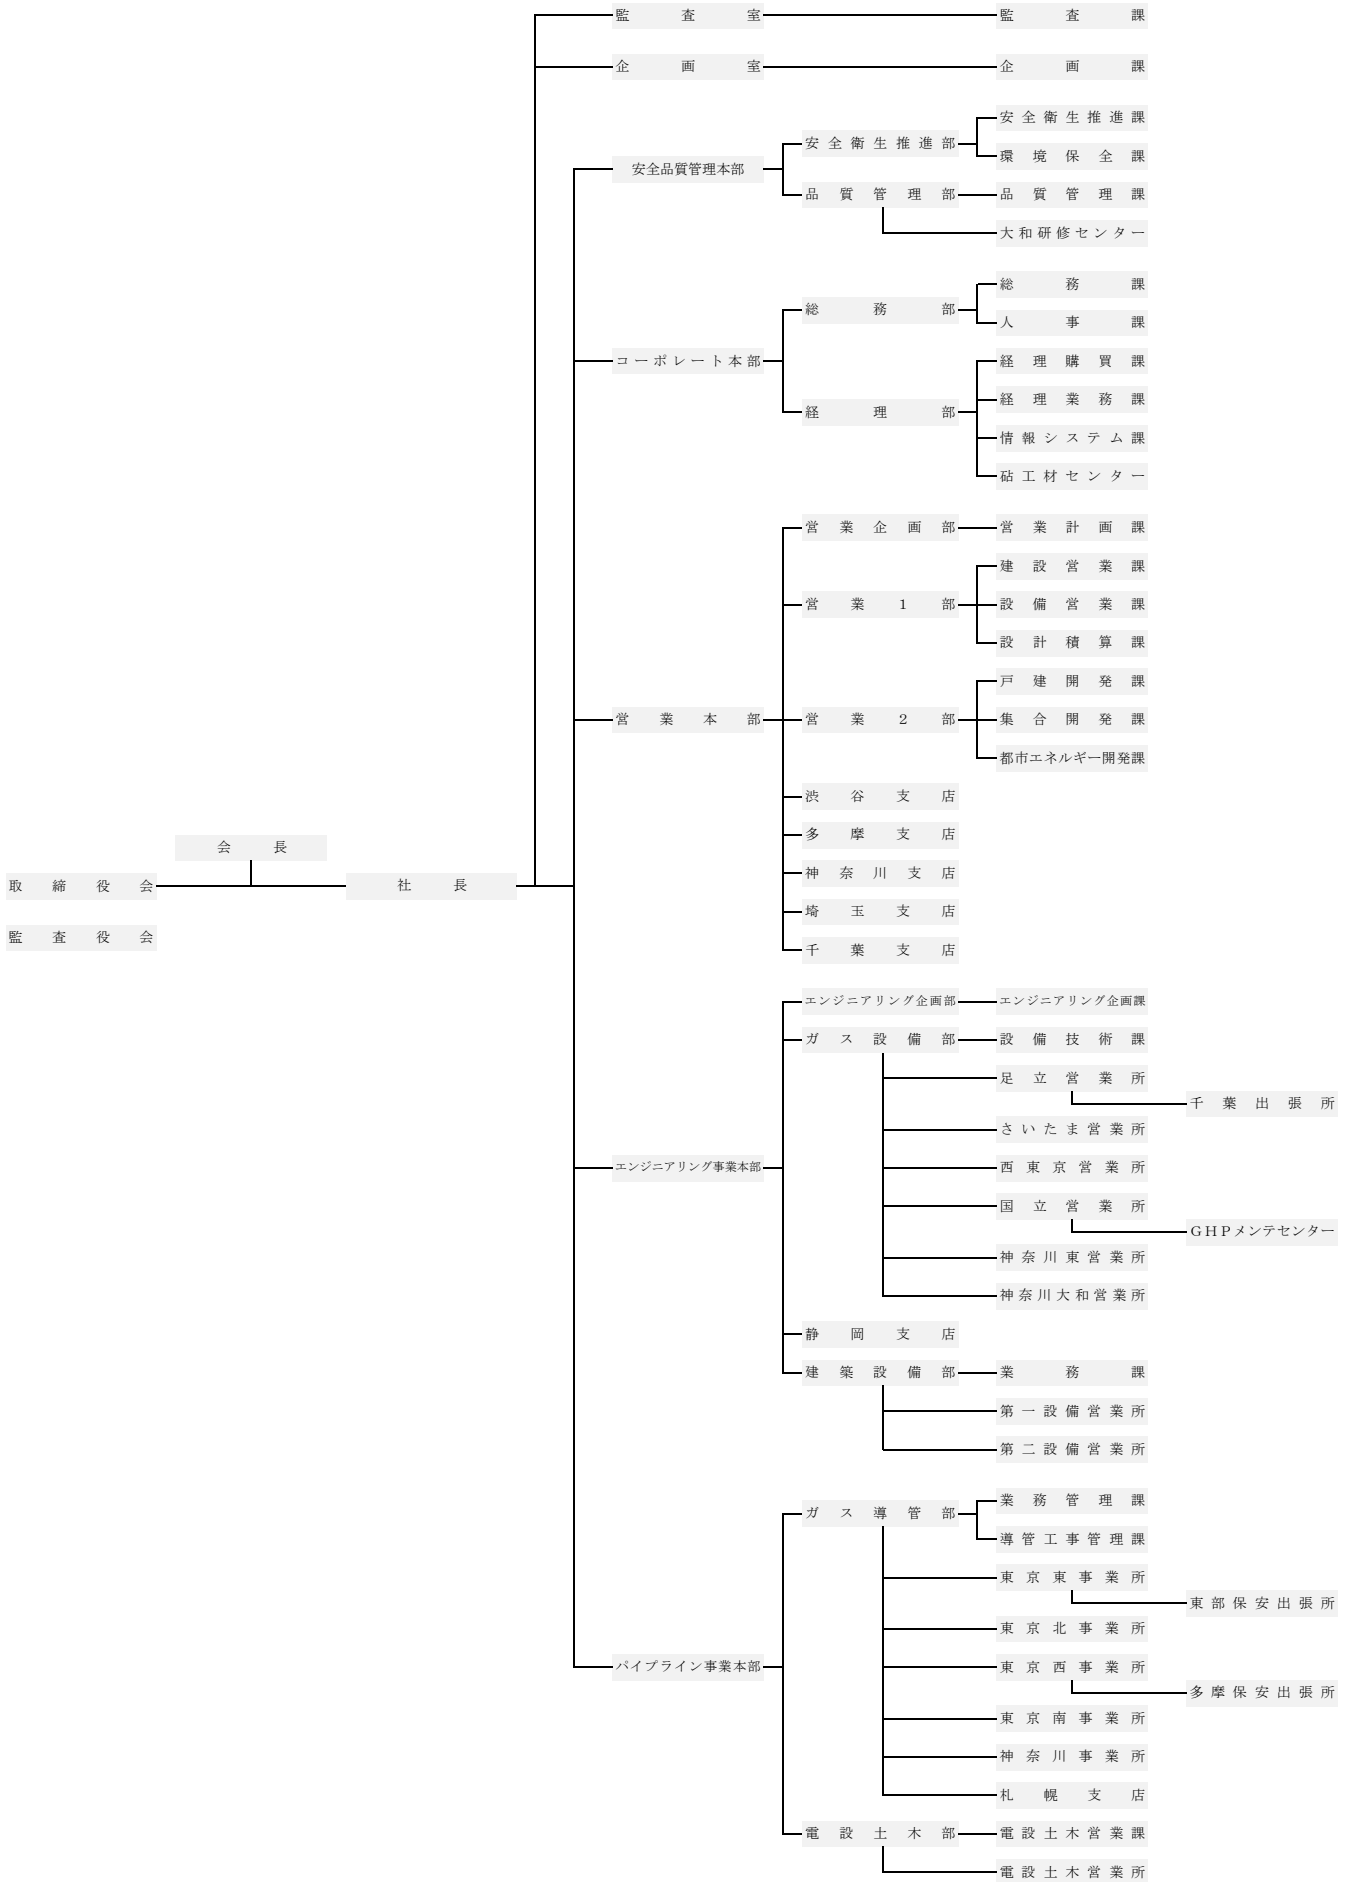 監査室 監査課
企画室 企画課
安全衛生推進課
安全衛生推進部
環境保全課
安全品質管理本部
品質管理部 品質管理課
大和研修センター
総務課
総務部
人事課
コーポレート本部 経理購買課
経理業務課
経理部
情報システム課
砧工材センター
営業企画部 営業計画課
建設営業課
営業1部 設備営業課
設計積算課
戸建開発課
営業本部 営業2部 集合開発課
都市エネルギー開発課
渋谷支店
多摩支店
会長
神奈川支店
取締役会 社長
埼玉支店
監査役会
千葉支店
エンジニアリング企画部 エンジニアリング企画課
ガス設備部 設備技術課
足立営業所
千葉出張所
さいたま営業所
エンジニアリング事業本部 西東京営業所
国立営業所
GHPメンテセンター
神奈川東営業所
神奈川大和営業所
静岡支店
建築設備部 業務課
第一設備営業所
第二設備営業所
業務管理課
ガス導管部
導管工事管理課
東京東事業所
東部保安出張所
東京北事業所
パイプライン事業本部 東京西事業所
多摩保安出張所
東京南事業所
神奈川事業所
札幌支店
電設土木部 電設土木営業課
電設土木営業所